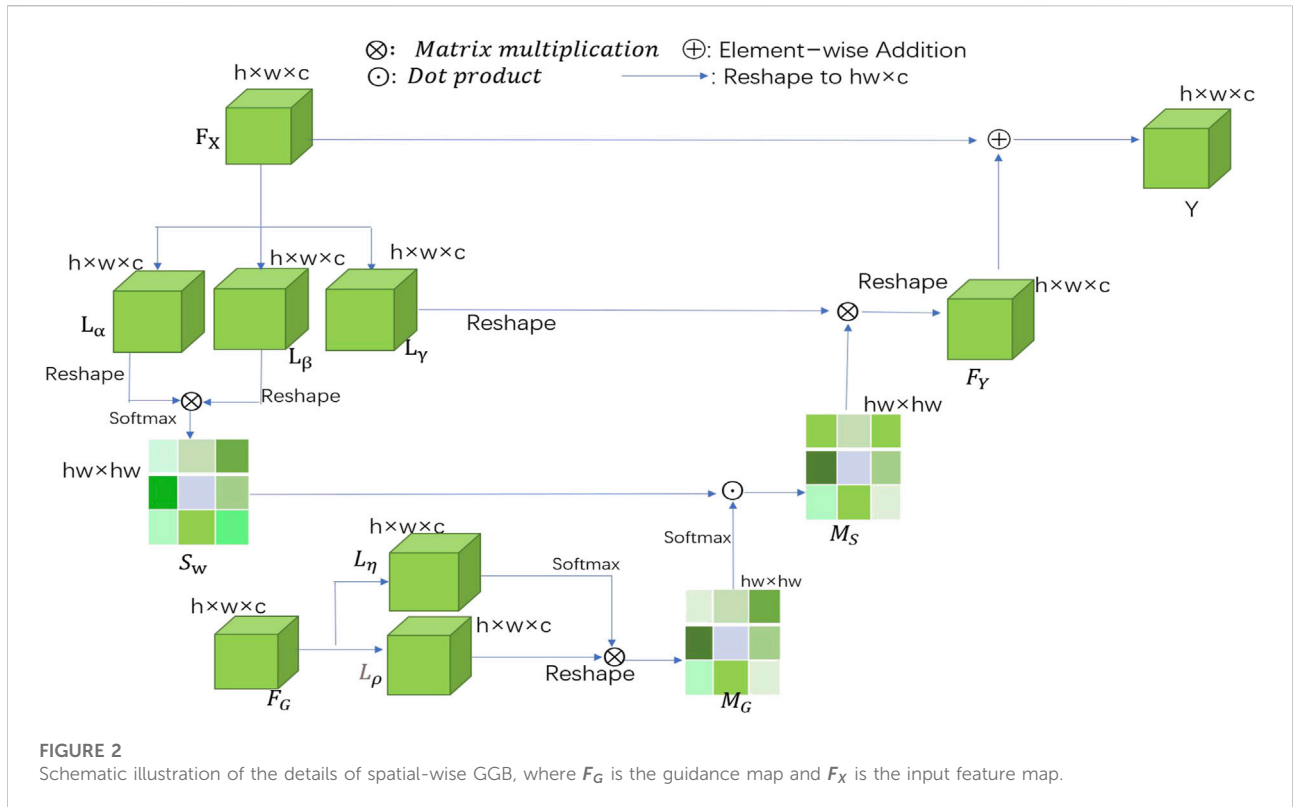 ⊗: Matrix multiplication ⊕: Element-wise Addition
⊙: Dot product →: Reshape to hw×c
h×w×c
F_X
h×w×c
Y
h×w×c
L_α
h×w×c
L_β
h×w×c
L_γ
Reshape
Reshape
h×w×c
F_Y
Reshape
Reshape
Softmax
hw×hw
S_w
hw×hw
M_S
Softmax
h×w×c
L_η
Softmax
h×w×c
F_G
h×w×c
L_ρ
Reshape
hw×hw
M_G
FIGURE 2
Schematic illustration of the details of spatial-wise GGB, where F_G is the guidance map and F_X is the input feature map.